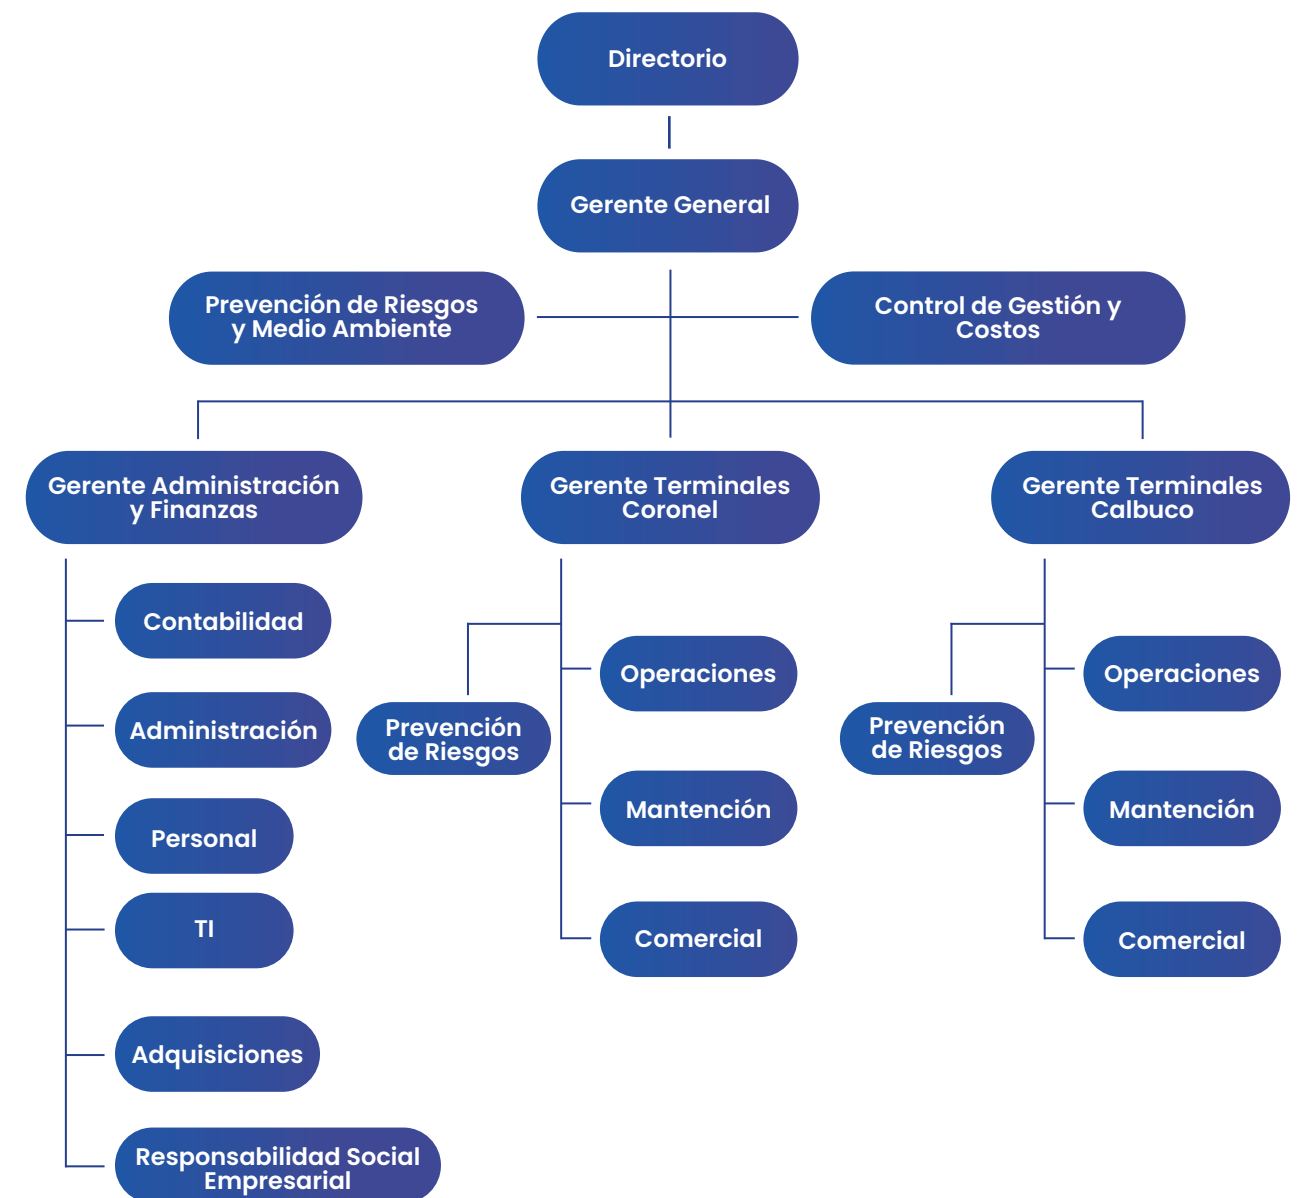 Directorio
Gerente General
Prevención de Riesgos
y Medio Ambiente
Control de Gestión y
Costos
Gerente Administración
y Finanzas
Gerente Terminales
Coronel
Gerente Terminales
Calbuco
Contabilidad
Administración
Personal
TI
Adquisiciones
Responsabilidad Social
Empresarial
Prevención
de Riesgos
Operaciones
Mantención
Comercial
Prevención
de Riesgos
Operaciones
Mantención
Comercial